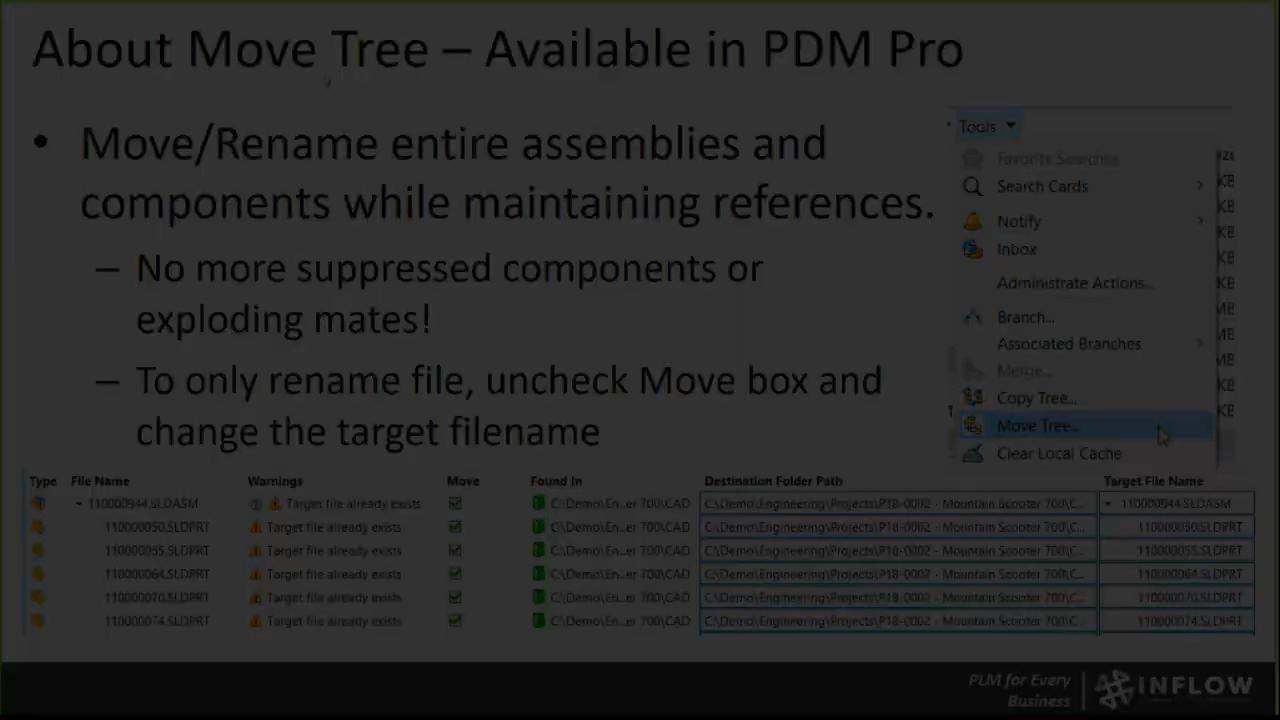 About Move Tree – Available in PDM Pro
• Move/Rename entire assemblies and
components while maintaining references.
– No more suppressed components or
exploding mates!
– To only rename file, uncheck Move box and
change the target filename
Tools
Favorite Searches
Search Cards
Notify
Inbox
Administrate Actions...
Branch...
Associated Branches
Merge...
Copy Tree...
Move Tree...
Clear Local Cache
KB
KB
KB
KB
KB
MB
MB
MB
KB
KB
Type File Name Warnings Move Found In Destination Folder Path Target File Name
110000944.SLDASM Target file already exists C:\Demo\En...er 700\CAD C:\Demo\Engineering\Projects\P18-0002 - Mountain Scooter 700\C... 110000944.SLDASM
110000050.SLDPRT Target file already exists C:\Demo\En...er 700\CAD C:\Demo\Engineering\Projects\P18-0002 - Mountain Scooter 700\C... 110000050.SLDPRT
110000055.SLDPRT Target file already exists C:\Demo\En...er 700\CAD C:\Demo\Engineering\Projects\P18-0002 - Mountain Scooter 700\C... 110000055.SLDPRT
110000064.SLDPRT Target file already exists C:\Demo\En...er 700\CAD C:\Demo\Engineering\Projects\P18-0002 - Mountain Scooter 700\C... 110000064.SLDPRT
110000070.SLDPRT Target file already exists C:\Demo\En...er 700\CAD C:\Demo\Engineering\Projects\P18-0002 - Mountain Scooter 700\C... 110000070.SLDPRT
110000074.SLDPRT Target file already exists C:\Demo\En...er 700\CAD C:\Demo\Engineering\Projects\P18-0002 - Mountain Scooter 700\C... 110000074.SLDPRT
PLM for Every
Business
INFLOW